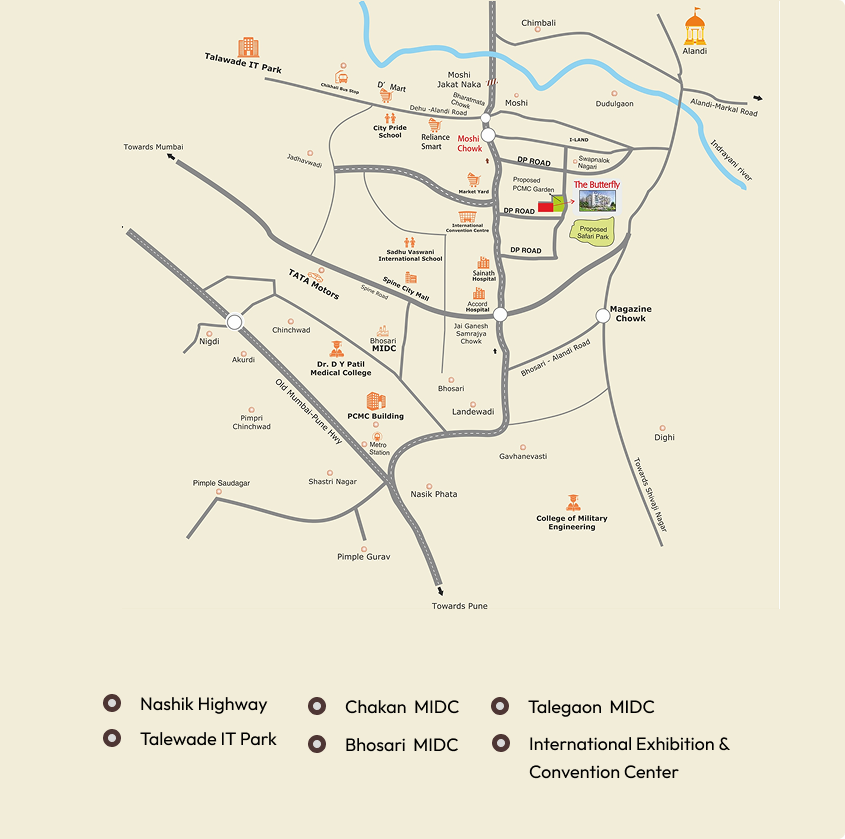 Chimbali
Alandi
Talawade IT Park
Chikhali Bus Stop
D' Mart
Moshi
Jakat Naka
Bharatmata
Chowk
Dehu -Alandi Road
Moshi
Dudulgaon
Alandi-Markal Road
Indrayani river
City Pride
School
Reliance
Smart
Moshi
Chowk
I-LAND
Towards Mumbai
Jadhavwadi
DP ROAD
Swapnalok
Nagari
Market Yard
Proposed
PCMC Garden
The Butterfly
DP ROAD
International
Convention Centre
Proposed
Safari Park
Sadhu Vaswani
International School
DP ROAD
TATA Motors
Spine City Mall
Spine Road
Sainath
Hospital
Accord
Hospital
Magazine
Chowk
Chinchwad
Nigdi
Akurdi
Bhosari
MIDC
Jai Ganesh
Samrajya
Chowk
Dr. D Y Patil
Medical College
Bhosari - Alandi Road
Old Mumbai-Pune Hwy
Bhosari
Landewadi
PCMC Building
Pimpri
Chinchwad
Metro
Station
Gavhanevasti
Dighi
Towards Shivaji Nagar
Pimple Saudagar
Shastri Nagar
Nasik Phata
College of Military
Engineering
Pimple Gurav
Towards Pune
Nashik Highway
Chakan MIDC
Talegaon MIDC
Talewade IT Park
Bhosari MIDC
International Exhibition &
Convention Center